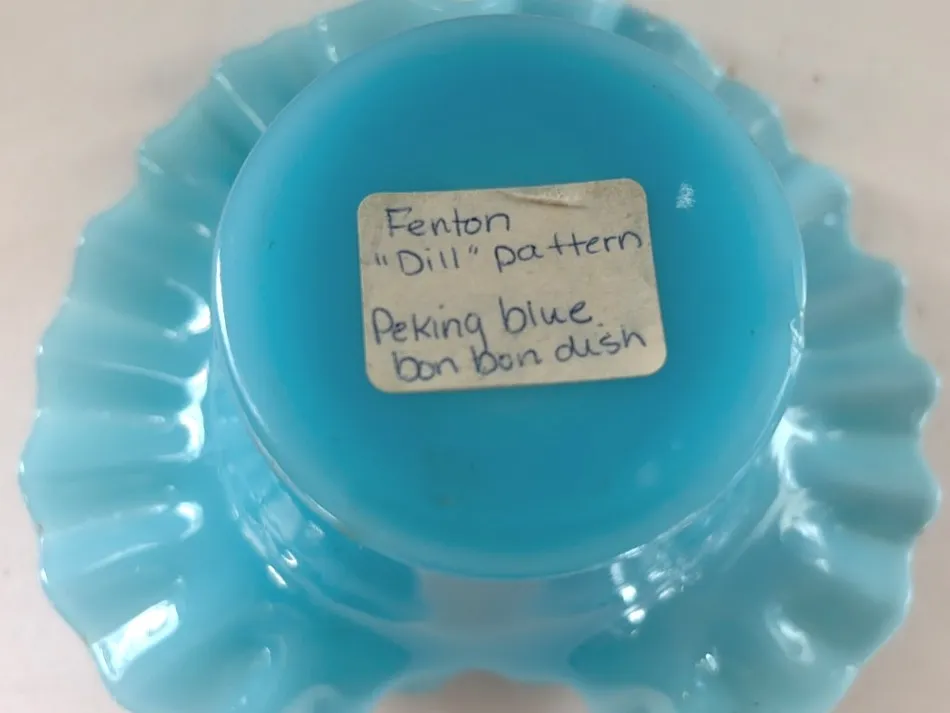 Fenton
"Dill" pattern
Peking blue
bon bon dish